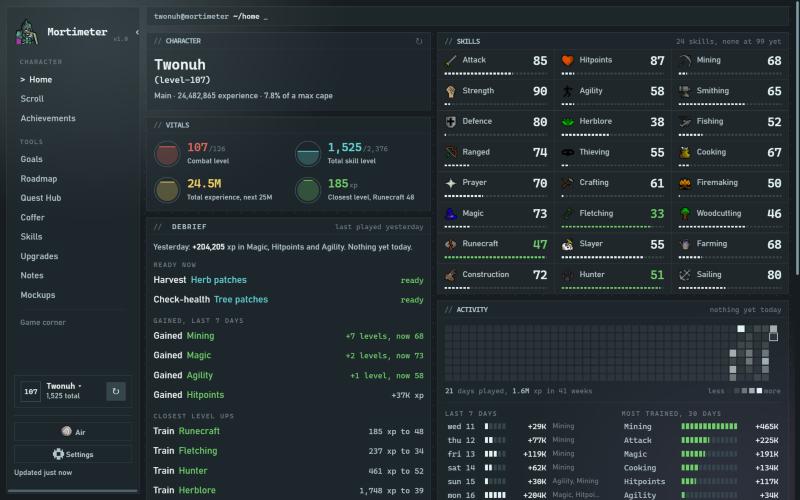 Mortimeter
v1.0
CHARACTER
> Home
Scroll
Achievements
TOOLS
Goals
Roadmap
Quest Hub
Coffer
Skills
Upgrades
Notes
Mockups
Game corner
107
Twonuh
1,525 total
Air
Settings
Updated just now
twonuh@mortimeter ~/home _
// CHARACTER
Twonuh
(level-107)
Main · 24,482,865 experience · 7.8% of a max cape
// VITALS
107/126
Combat level
1,525/2,376
Total skill level
24.5M
Total experience, next 25M
185xp
Closest level, Runecraft 48
// DEBRIEF last played yesterday
Yesterday: +204,205 xp in Magic, Hitpoints and Agility. Nothing yet today.
READY NOW
Harvest Herb patches ready
Check-health Tree patches ready
GAINED, LAST 7 DAYS
Gained Mining +7 levels, now 68
Gained Magic +2 levels, now 73
Gained Agility +1 level, now 58
Gained Hitpoints +37K xp
CLOSEST LEVEL UPS
Train Runecraft 185 xp to 48
Train Fletching 237 xp to 34
Train Hunter 461 xp to 52
Train Herblore 1,748 xp to 39
// SKILLS 24 skills, none at 99 yet
Attack 85 Hitpoints 87 Mining 68
Strength 90 Agility 58 Smithing 65
Defence 80 Herblore 38 Fishing 52
Ranged 74 Thieving 55 Cooking 67
Prayer 70 Crafting 61 Firemaking 50
Magic 73 Fletching 33 Woodcutting 46
Runecraft 47 Slayer 55 Farming 68
Construction 72 Hunter 51 Sailing 80
// ACTIVITY nothing yet today
21 days played, 1.6M xp in 41 weeks less more
LAST 7 DAYS
wed 11 +29K Mining
thu 12 +77K Mining
fri 13 +119K Mining
sat 14 +62K Mining
sun 15 +30K Agility, Mining
mon 16 +204K Magic, Hitpoi...
MOST TRAINED, 30 DAYS
Mining +465K
Attack +225K
Magic +191K
Cooking +134K
Hitpoints +117K
Agility +34K